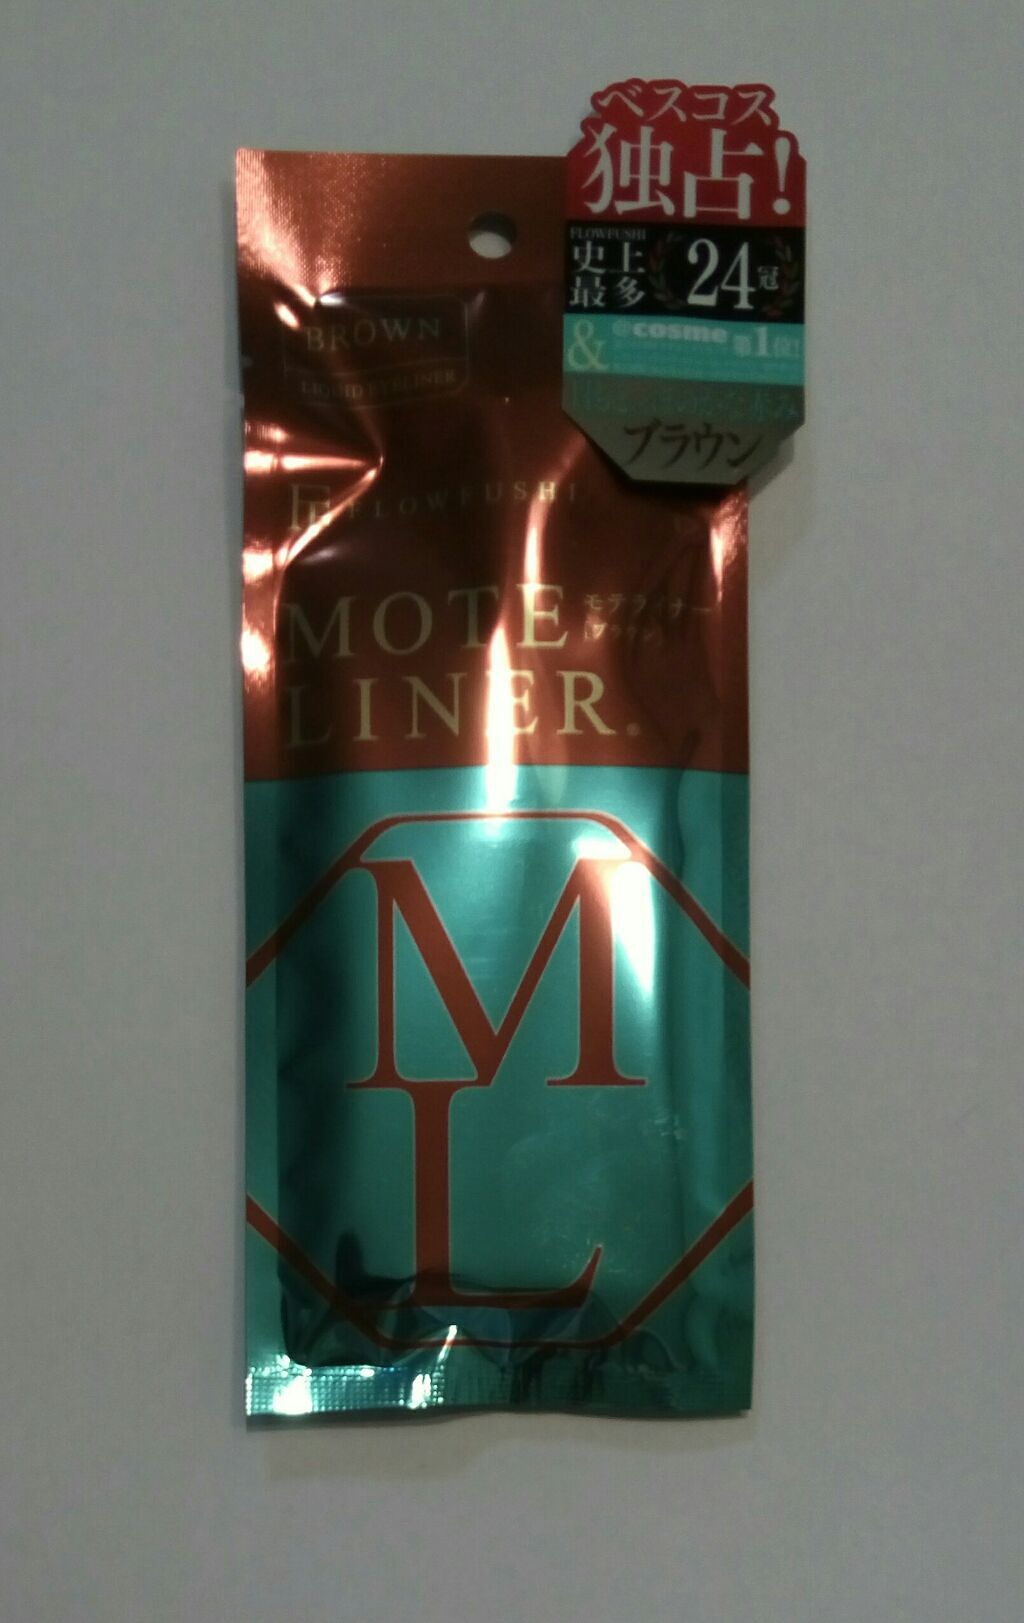 ベスコス
独占!
FLOWFUSHI
史上
最多
24冠
&
@cosme 第1位!
ブラウン
BROWN
LIQUID EYELINER
FLOWFUSHI
MOTE
LINER®
モテライナー
[ブラウン]
M
L